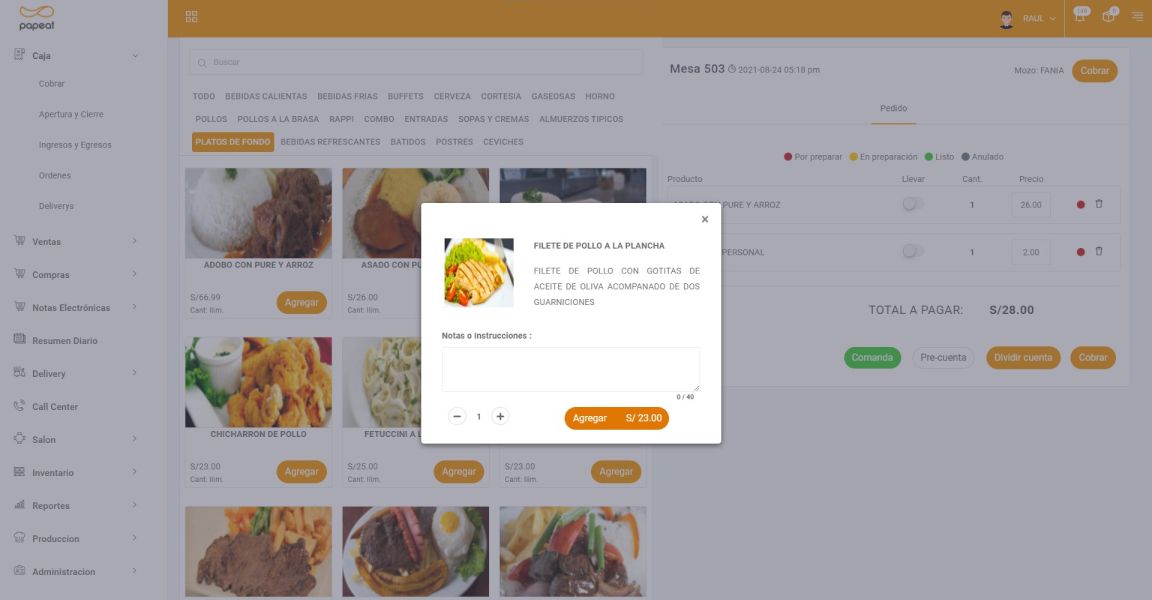 papeat
RAUL
148
0
Caja
Cobrar
Apertura y Cierre
Ingresos y Egresos
Ordenes
Deliverys
Ventas
Compras
Notas Electrónicas
Resumen Diario
Delivery
Call Center
Salon
Inventario
Reportes
Produccion
Administracion
Buscar
TODO BEBIDAS CALIENTAS BEBIDAS FRIAS BUFFETS CERVEZA CORTESIA GASEOSAS HORNO
POLLOS POLLOS A LA BRASA RAPPI COMBO ENTRADAS SOPAS Y CREMAS ALMUERZOS TIPICOS
PLATOS DE FONDO BEBIDAS REFRESCANTES BATIDOS POSTRES CEVICHES
ADOBO CON PURE Y ARROZ
S/66.99
Cant: Ilim.
Agregar
ASADO CON PU
S/26.00
Cant: Ilim.
CHICHARRON DE POLLO
S/23.00
Cant: Ilim.
Agregar
FETUCCINI A L
S/25.00
Cant: Ilim.
Agregar
S/23.00
Cant: Ilim.
Agregar
×
FILETE DE POLLO A LA PLANCHA
FILETE DE POLLO CON GOTITAS DE
ACEITE DE OLIVA ACOMPANADO DE DOS
GUARNICIONES
Notas o Instrucciones :
0 / 40
− 1 +
Agregar S/ 23.00
Mesa 503 2021-08-24 05:18 pm
Mozo: FANIA
Cobrar
Pedido
Por preparar En preparación Listo Anulado
Producto Llevar Cant. Precio
PURE Y ARROZ 1 26.00
PERSONAL 1 2.00
TOTAL A PAGAR: S/28.00
Comanda Pre-cuenta Dividir cuenta Cobrar